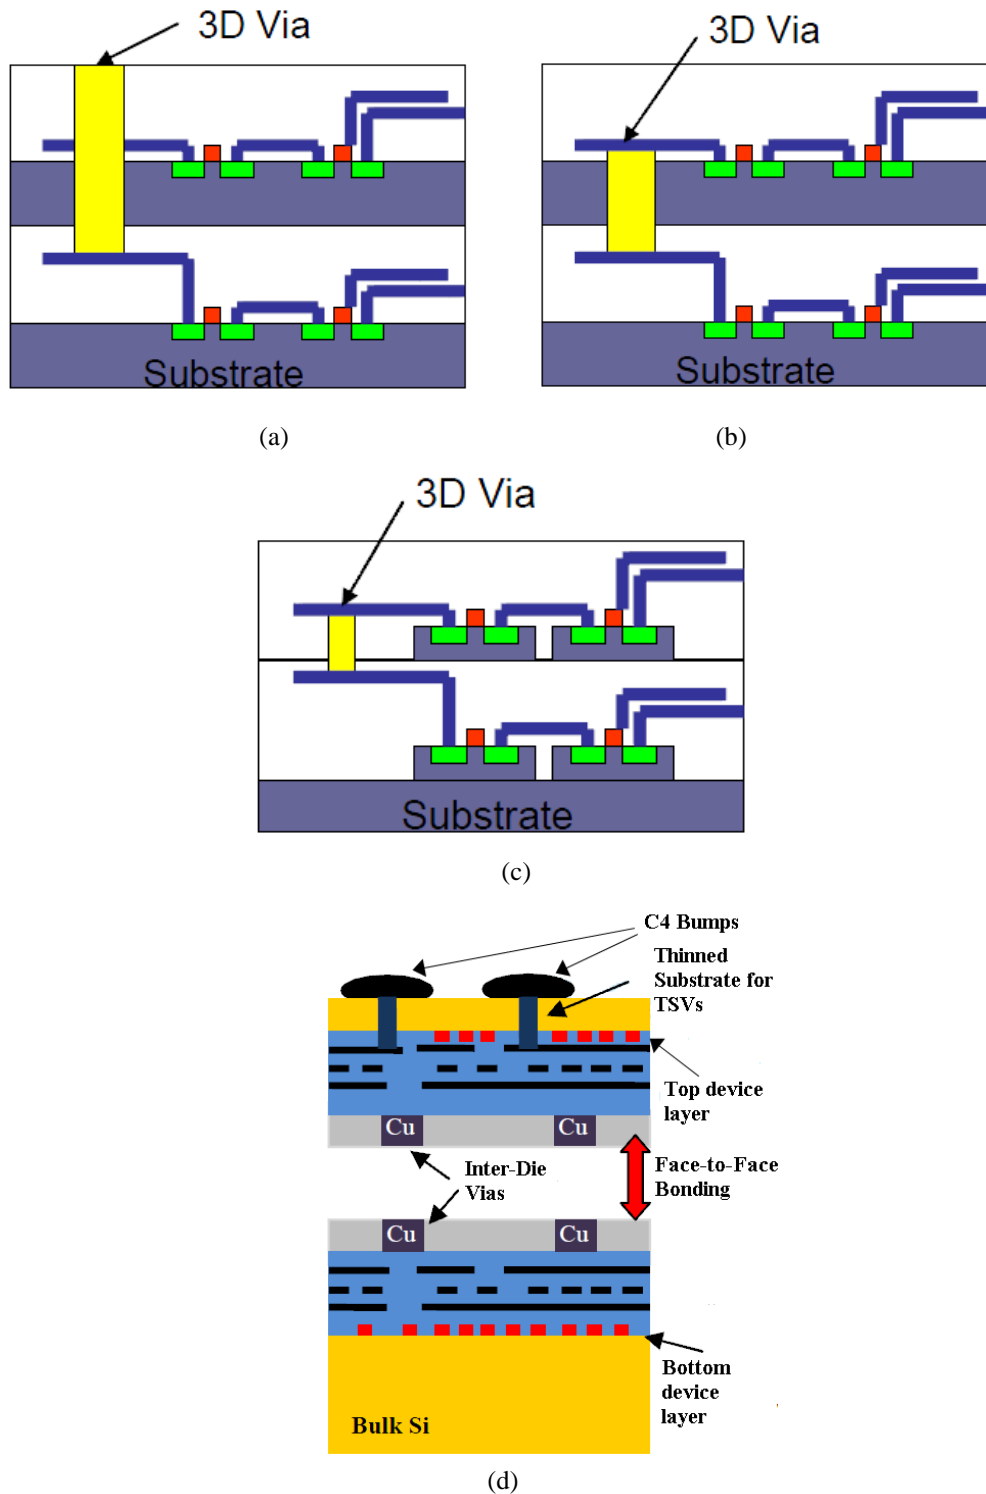 3D Via
3D Via
Substrate
Substrate
(a)
(b)
3D Via
Substrate
(c)
C4 Bumps
Thinned
Substrate for
TSVs
Top device
layer
Cu
Cu
Inter-Die
Vias
Face-to-Face
Bonding
Cu
Cu
Bottom
device
layer
Bulk Si
(d)